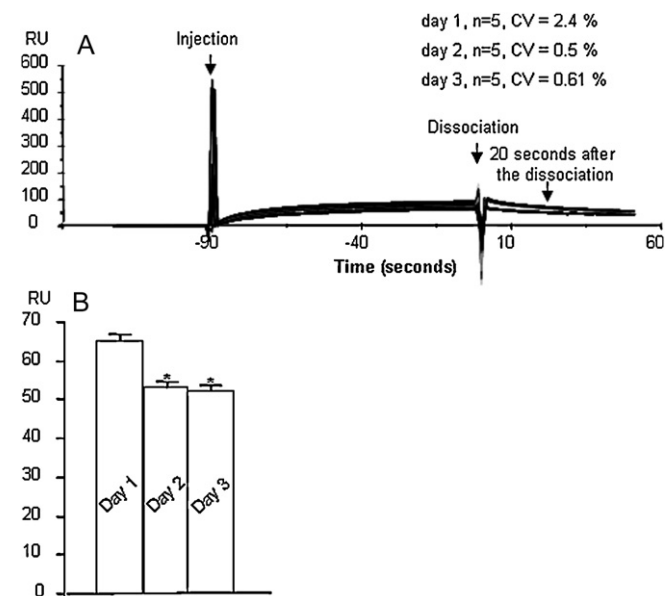 RU
A
Injection
day 1, n=5, CV = 2.4 %
day 2, n=5, CV = 0.5 %
day 3, n=5, CV = 0.61 %
600
500
400
300
200
100
0
Dissociation
20 seconds after
the dissociation
-90
-40
10
60
Time (seconds)
RU
B
70
60
50
40
30
20
10
0
*
*
Day 1
Day 2
Day 3